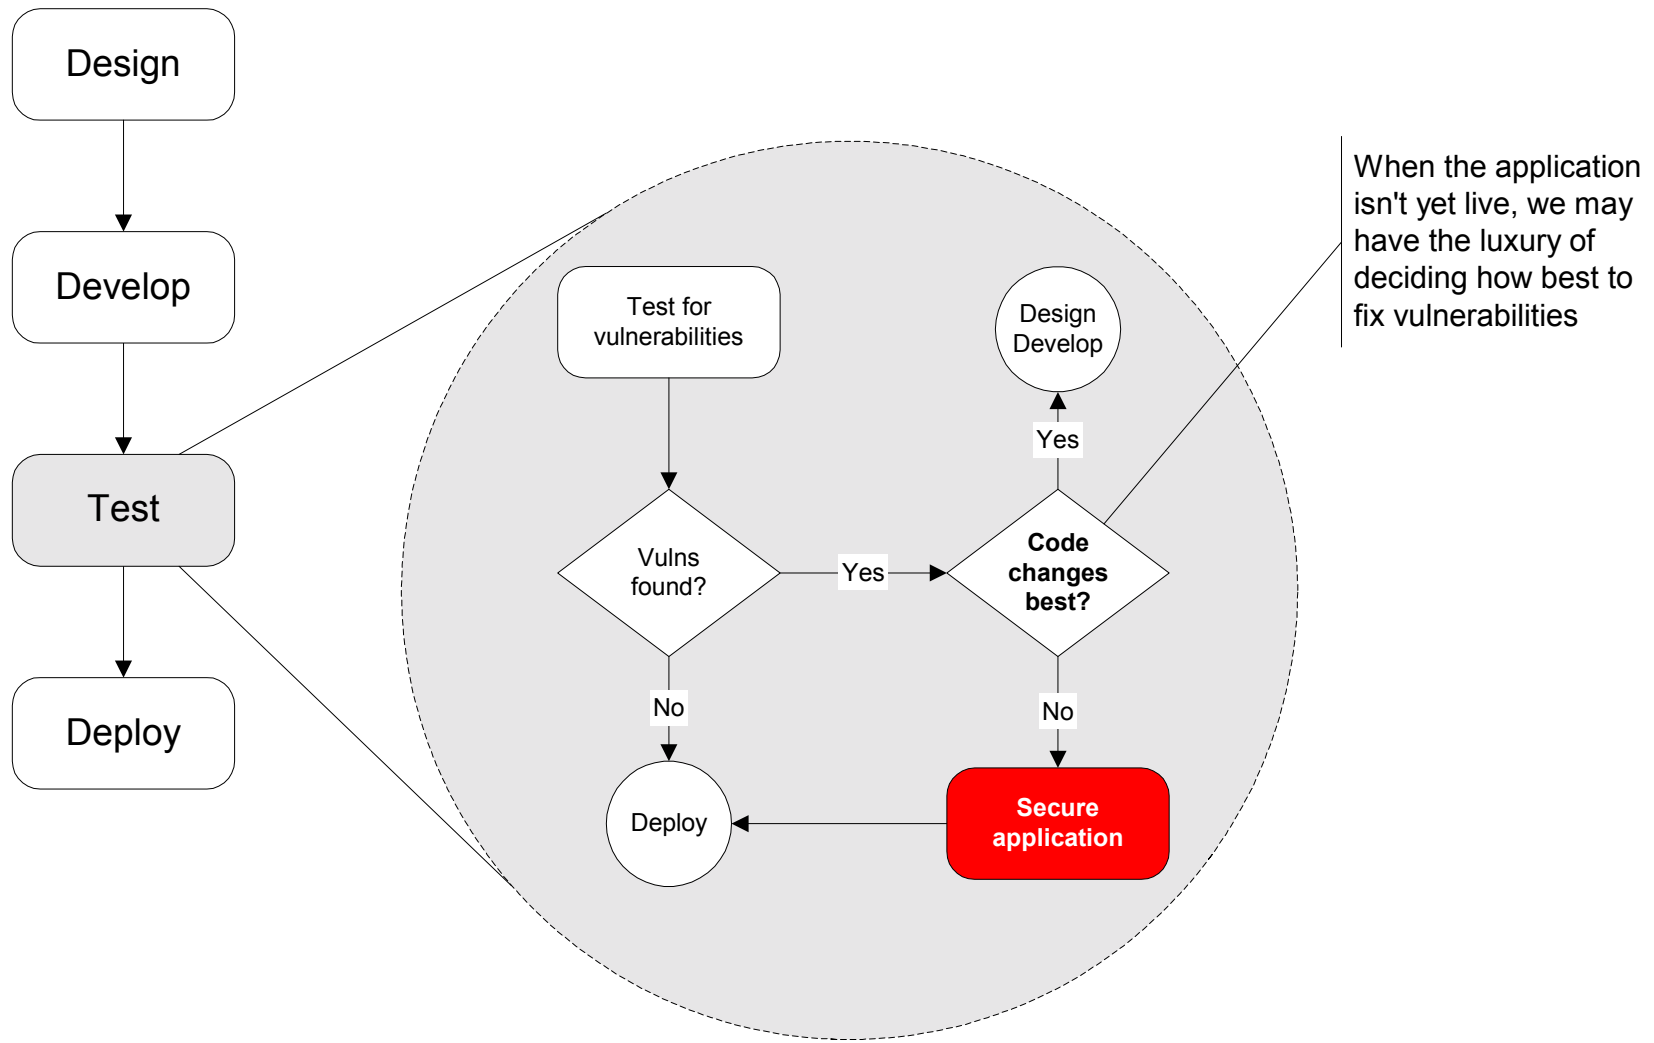 Design
Develop
Test
Deploy
Test for
vulnerabilities
Vulns
found?
Yes
No
Deploy
Design
Develop
Yes
Code
changes
best?
No
Secure
application
When the application
isn't yet live, we may
have the luxury of
deciding how best to
fix vulnerabilities